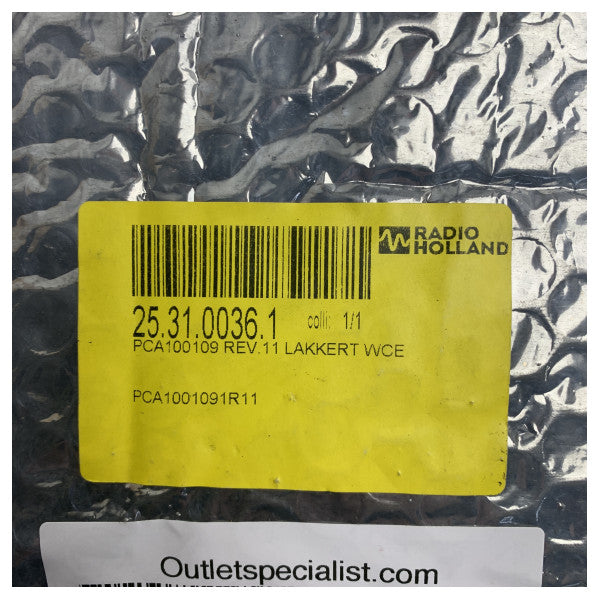 RADIO
HOLLAND
25.31.0036.1 colli: 1/1
PCA100109 REV.11 LAKKERT WCE
PCA1001091R11
Outletspecialist.com